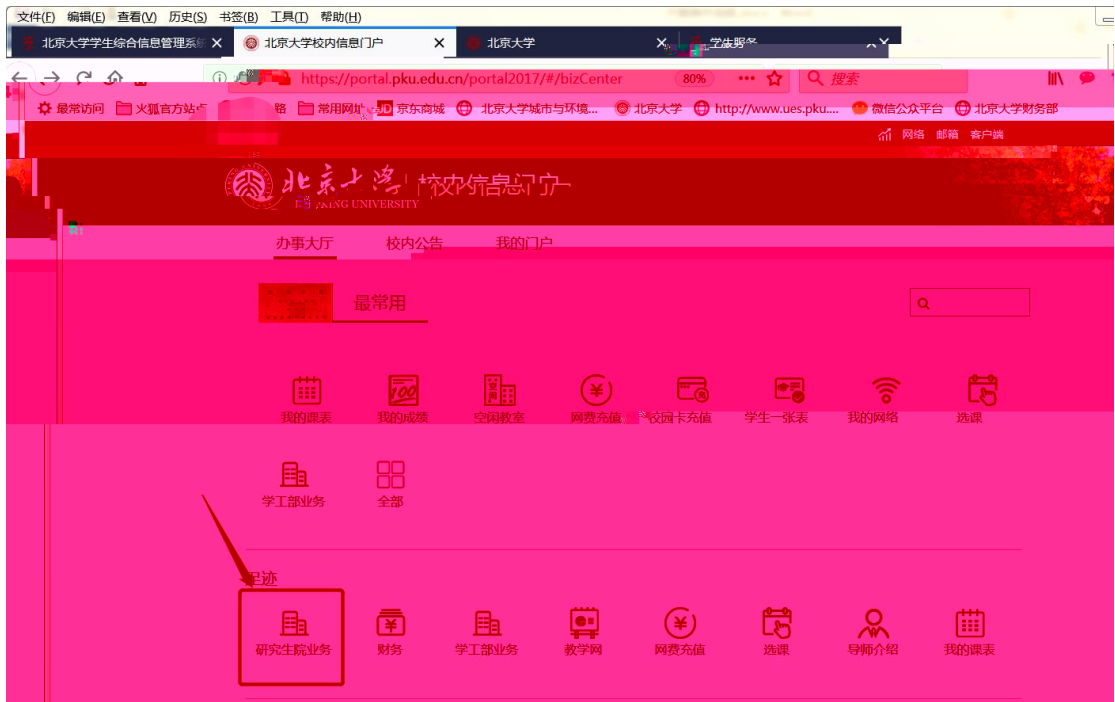 文件(F) 编辑(E) 查看(V) 历史(S) 书签(B) 工具(T) 帮助(H)
北京大学学生综合信息管理系统 北京大学校内信息门户 北京大学 学生服务
https://portal.pku.edu.cn/portal2017/#/bizCenter 80% 搜索
最常访问 火狐官方站点 常用网址 JD 京东商城 北京大学城市与环境... 北京大学 http://www.ues.pku.... 微信公众平台 北京大学财务部
网络 邮箱 客户端
北京大学 校内信息门户
PEKING UNIVERSITY
办事大厅 校内公告 我的门户
最常用
我的课表 我的成绩 空闲教室 网费充值 校园卡充值 学生一张表 我的网络 选课
学工部业务 全部
足迹
研究生院业务 财务 学工部业务 教学网 网费充值 选课 导师介绍 我的课表